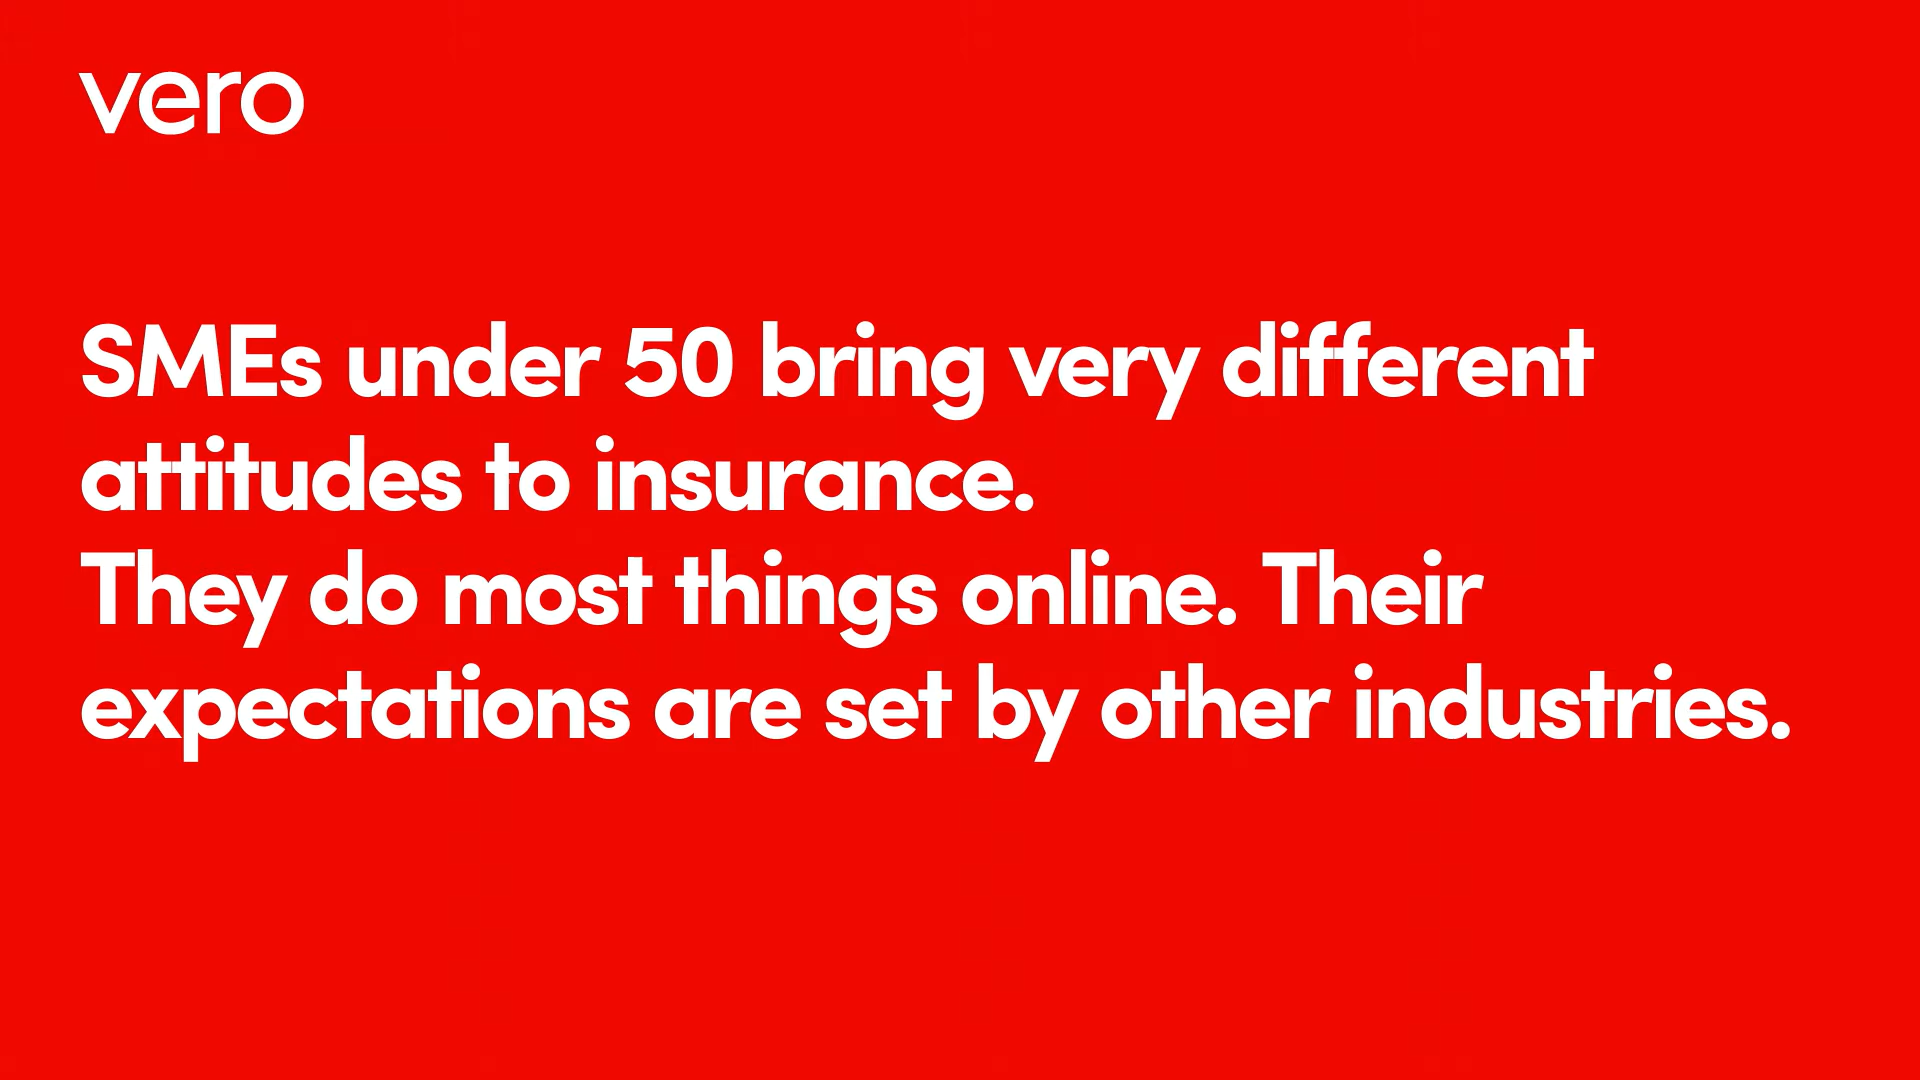 vero
SMEs under 50 bring very different
attitudes to insurance.
They do most things online. Their
expectations are set by other industries.